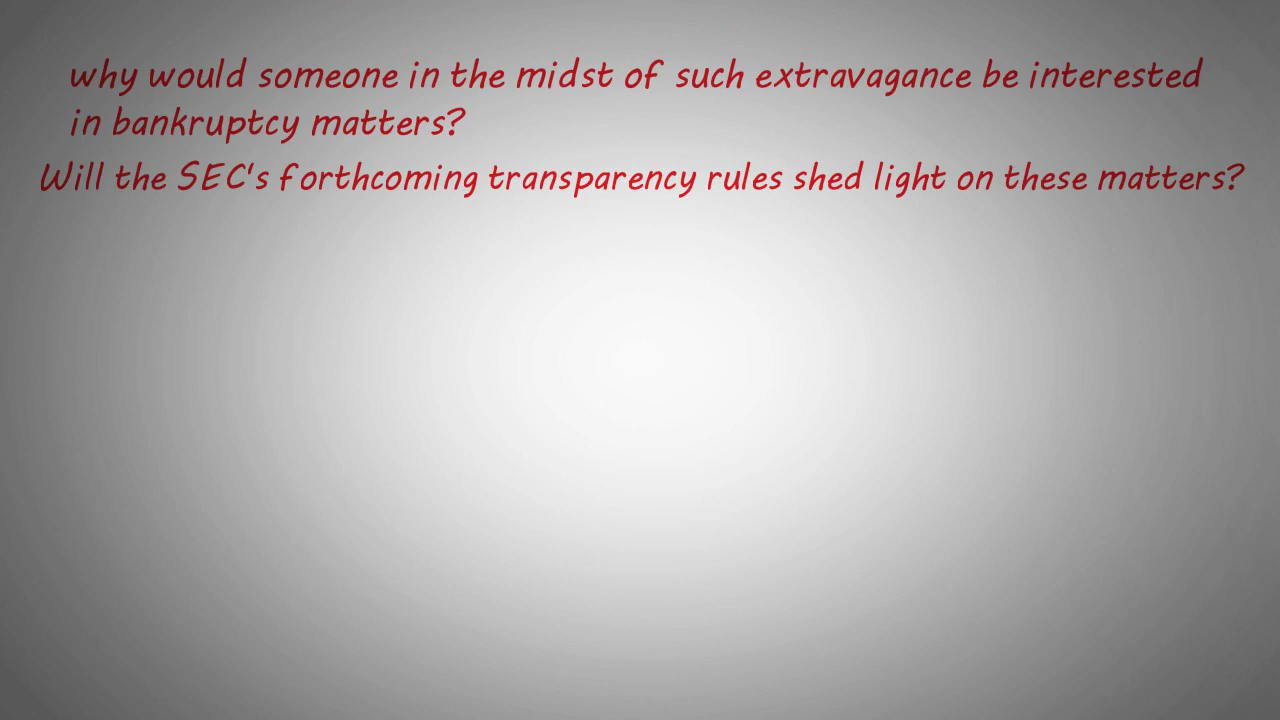 why would someone in the midst of such extravagance be interested
in bankruptcy matters?
Will the SEC's forthcoming transparency rules shed light on these matters?